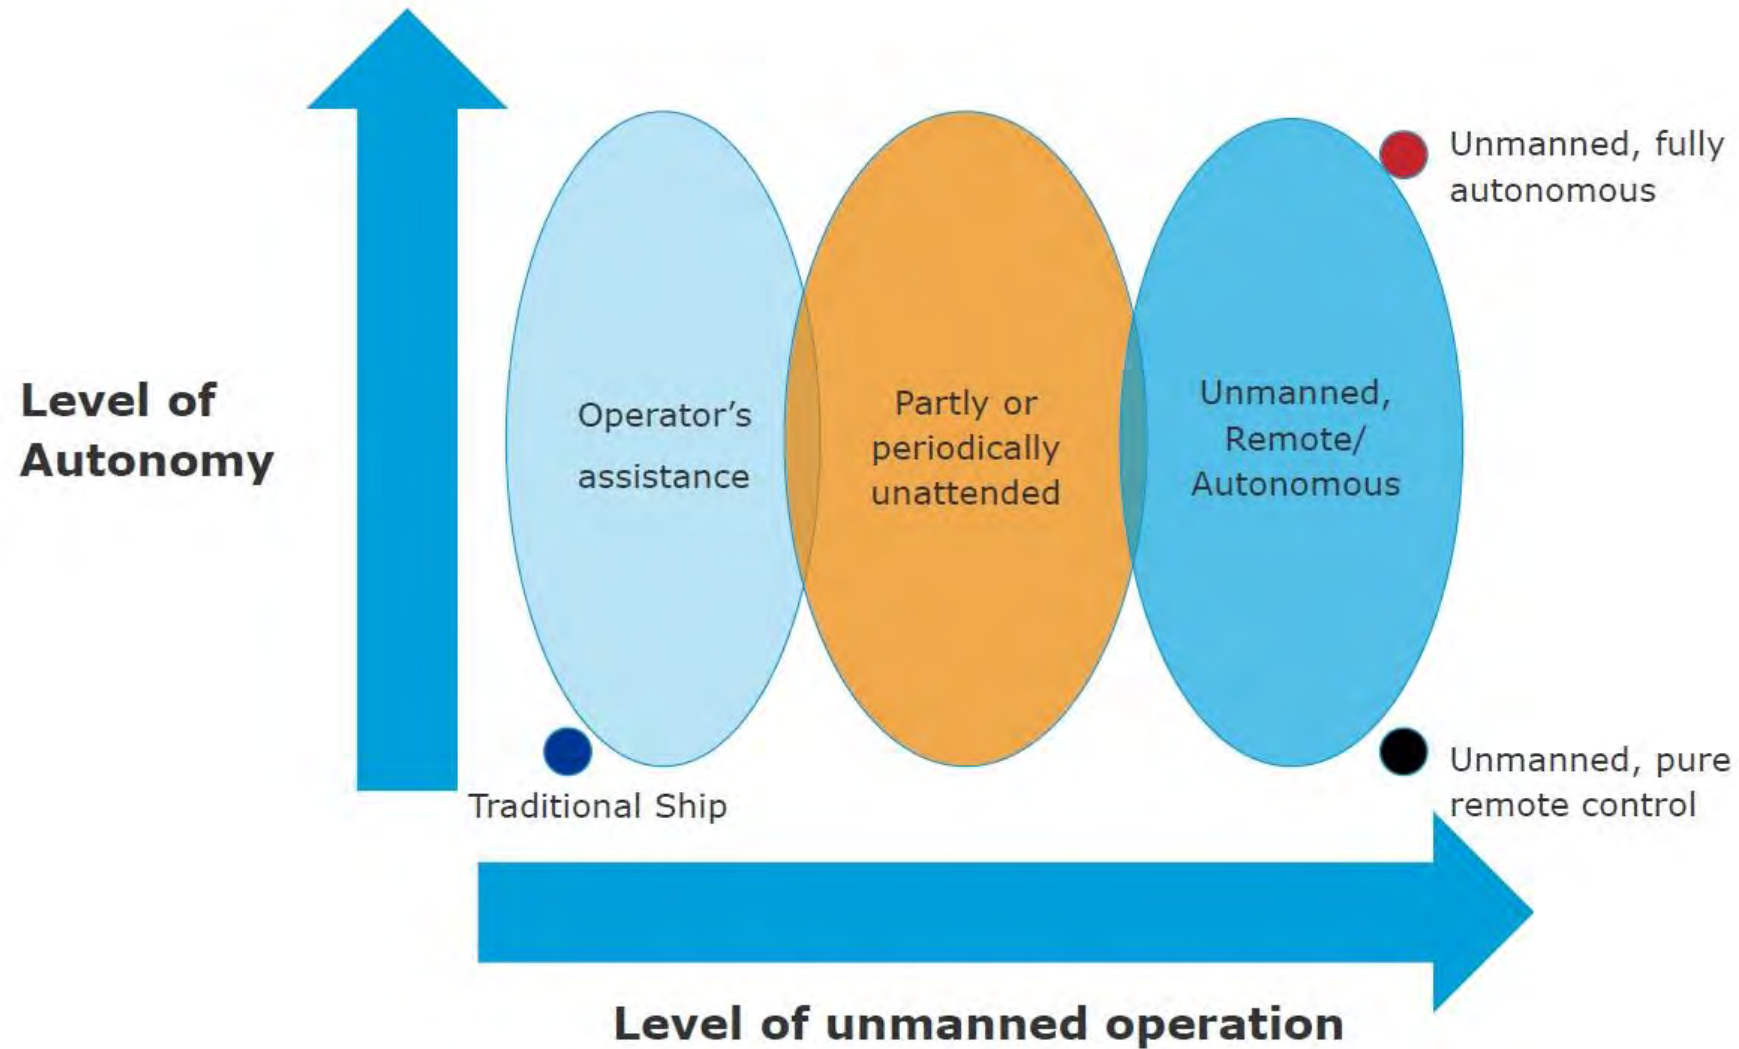 Unmanned, fully
autonomous
Level of
Autonomy
Operator’s
assistance
Partly or
periodically
unattended
Unmanned,
Remote/
Autonomous
Traditional Ship
Unmanned, pure
remote control
Level of unmanned operation